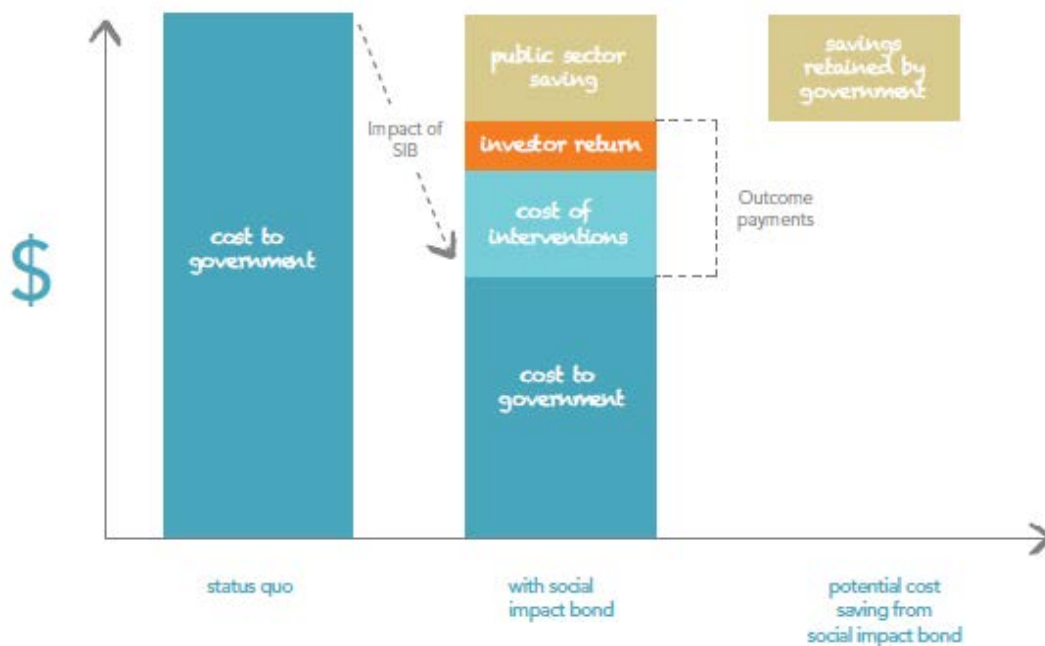 $
cost to
government
Impact of
SIB
public sector
saving
investor return
cost of
interventions
cost to
government
Outcome
payments
savings
retained by
government
status quo
with social
impact bond
potential cost
saving from
social impact bond